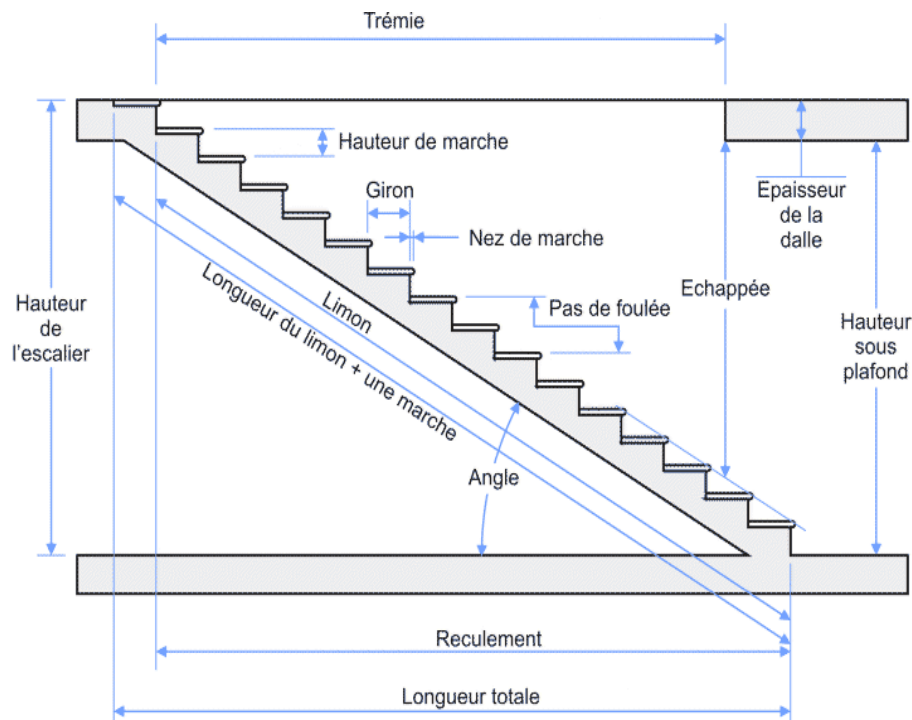 Trémie
Hauteur de marche
Giron
Nez de marche
Epaisseur
de la
dalle
Hauteur
de
l'escalier
Limon
Longueur du limon + une marche
Pas de foulée
Echappée
Hauteur
sous
plafond
Angle
Reculement
Longueur totale